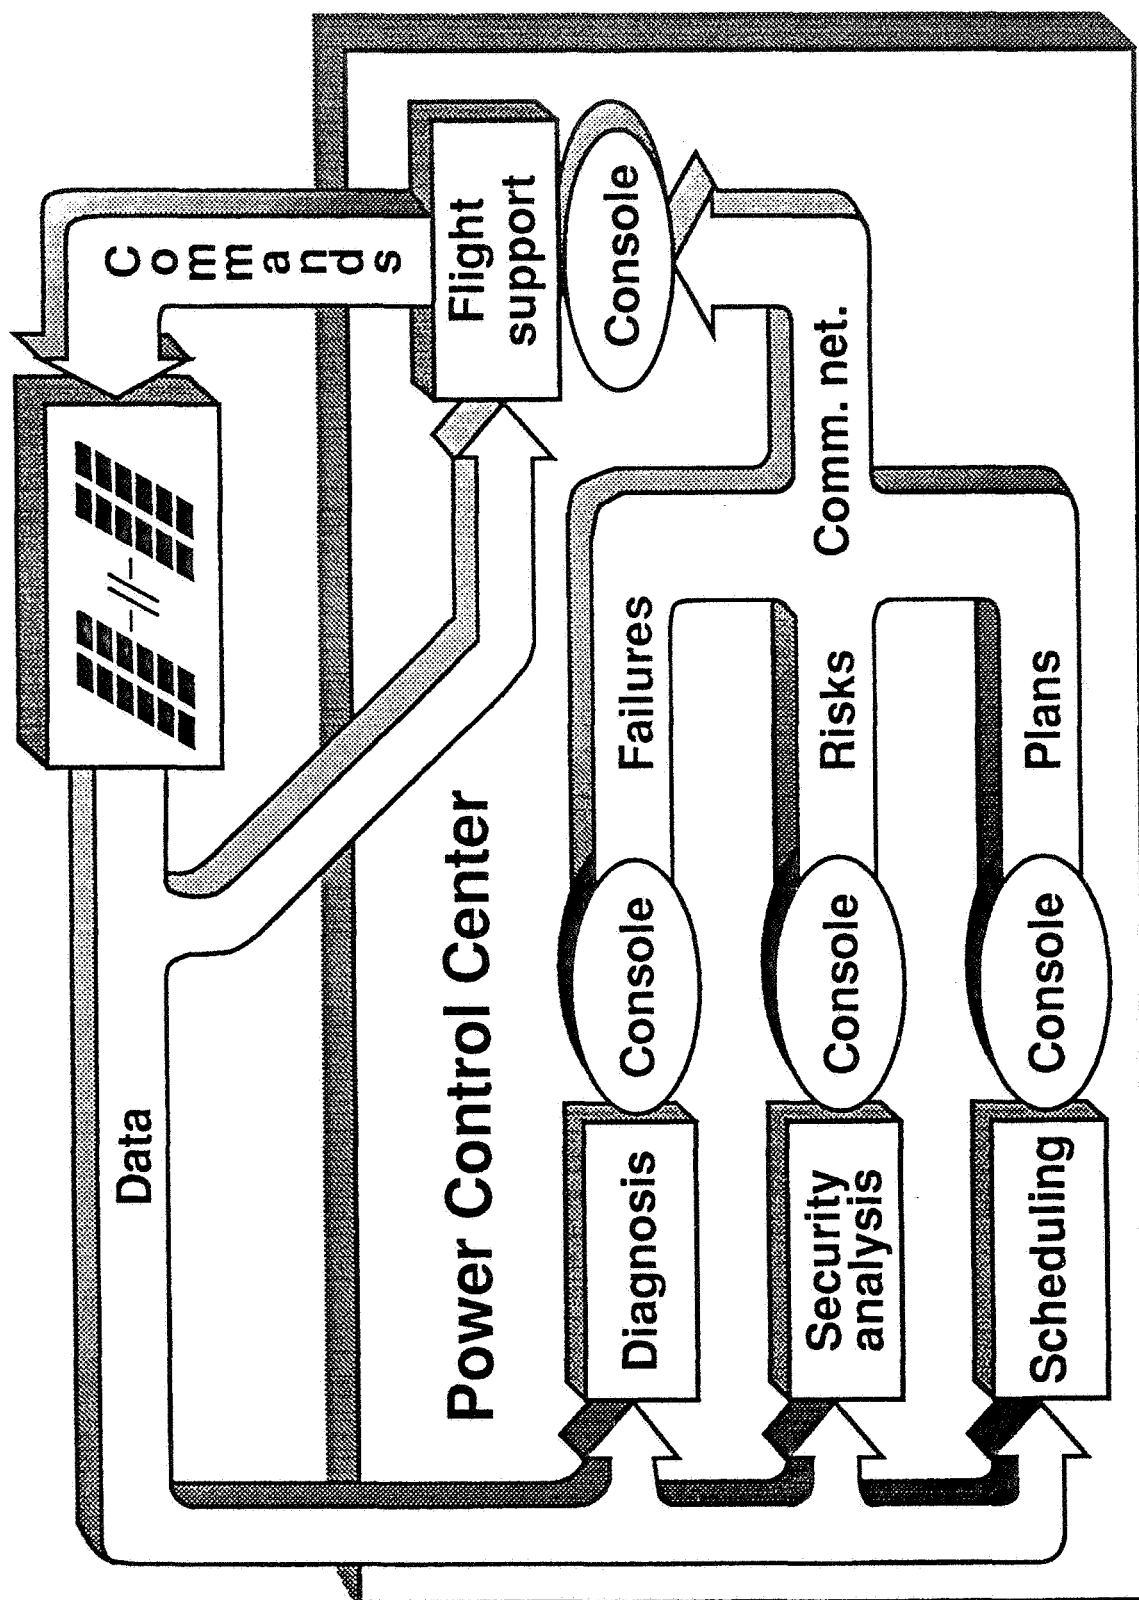 Data
Commands
Power Control Center
Flight
support
Console
Diagnosis
Console
Failures
Security
analysis
Console
Risks
Comm. net.
Scheduling
Console
Plans